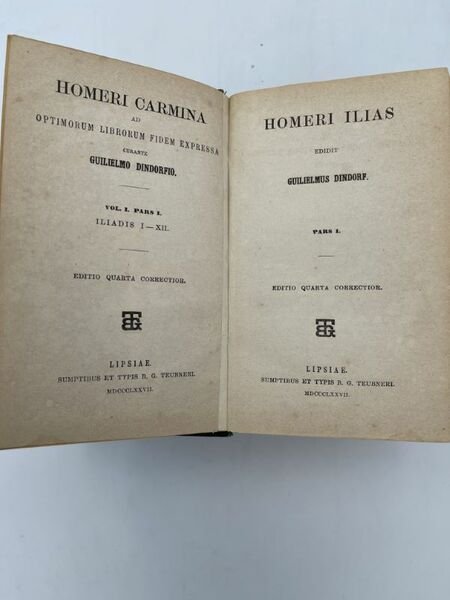 HOMERI CARMINA
AD
OPTIMORUM LIBRORUM FIDEM EXPRESSA
CURANTE
GUILIELMO DINDORFIO.
VOL. I. PARS I.
ILIADIS I—XII.
EDITIO QUARTA CORRECTIOR.
BTG
LIPSIAE.
SUMPTIBUS ET TYPIS B. G. TEUBNERI.
MDCCCLXXVII.
HOMERI ILIAS
EDIDIT
GUILIELMUS DINDORF.
PARS I.
EDITIO QUARTA CORRECTIOR.
BTG
LIPSIAE.
SUMPTIBUS ET TYPIS B. G. TEUBNERI.
MDCCCLXXVII.